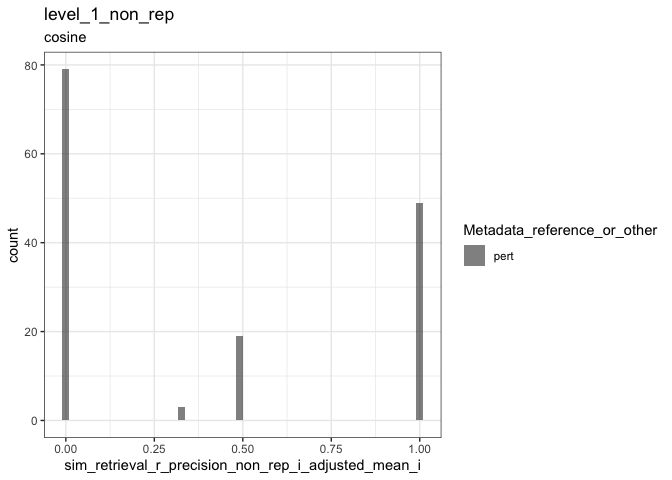 level_1_non_rep
cosine
80
60
40
20
0
count
0.00 0.25 0.50 0.75 1.00
sim_retrieval_r_precision_non_rep_i_adjusted_mean_i
Metadata_reference_or_other
pert